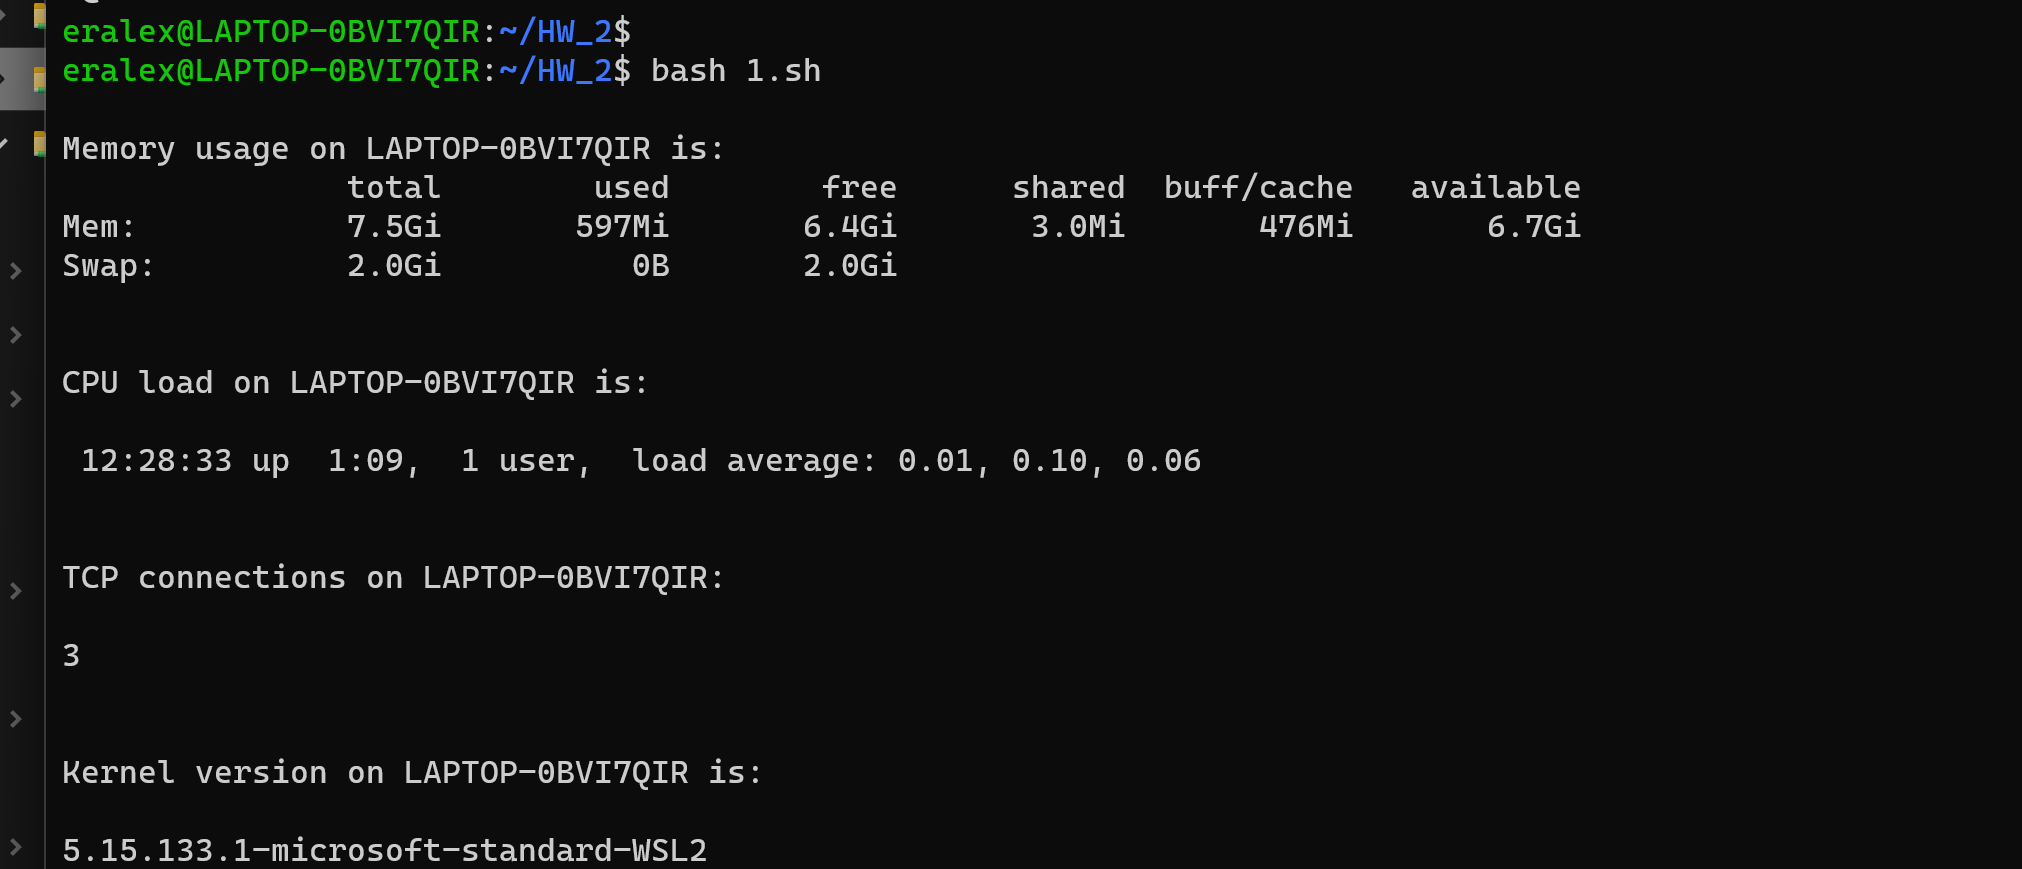 eralex@LAPTOP-0BVI7QIR:~/HW_2$
eralex@LAPTOP-0BVI7QIR:~/HW_2$ bash 1.sh
Memory usage on LAPTOP-0BVI7QIR is:
total used free shared buff/cache available
Mem: 7.5Gi 597Mi 6.4Gi 3.0Mi 476Mi 6.7Gi
Swap: 2.0Gi 0B 2.0Gi
CPU load on LAPTOP-0BVI7QIR is:
12:28:33 up 1:09, 1 user, load average: 0.01, 0.10, 0.06
TCP connections on LAPTOP-0BVI7QIR:
3
Kernel version on LAPTOP-0BVI7QIR is:
5.15.133.1-microsoft-standard-WSL2